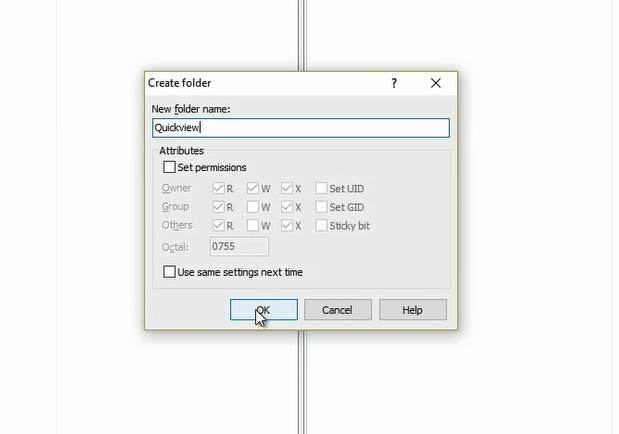 Create folder ?
New folder name:
Quickview
Attributes
Set permissions
Owner R W X Set UID
Group R W X Set GID
Others R W X Sticky bit
Octal: 0755
Use same settings next time
OK Cancel Help